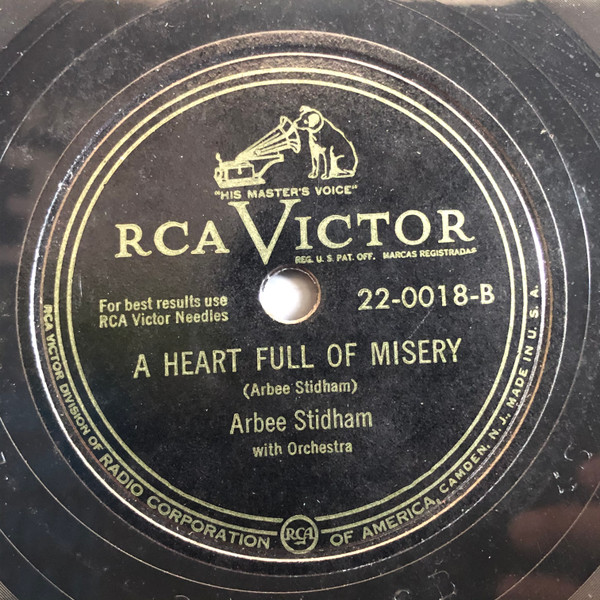 "HIS MASTER'S VOICE"
RCA VICTOR
REG. U. S. PAT. OFF. MARCAS REGISTRADAS
For best results use
RCA Victor Needles
22-0018-B
A HEART FULL OF MISERY
(Arbee Stidham)
Arbee Stidham
with Orchestra
RCA VICTOR DIVISION OF RADIO CORPORATION OF AMERICA, CAMDEN, N. J., MADE IN U. S. A.
RCA